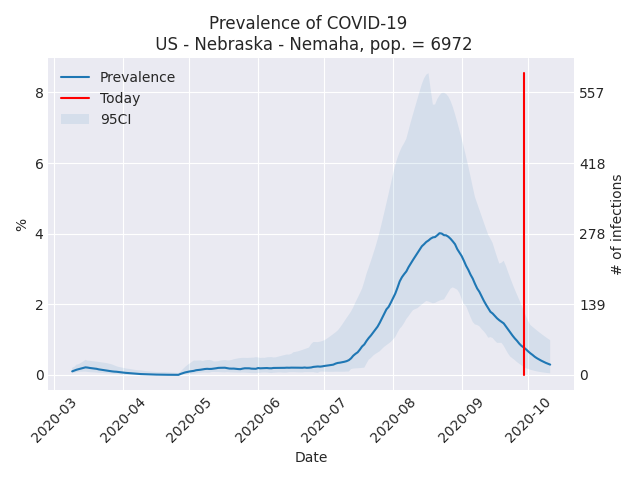 Prevalence of COVID-19
US - Nebraska - Nemaha, pop. = 6972
Prevalence
Today
95CI
8
6
4
2
0
%
557
418
278
139
0
# of infections
2020-03
2020-04
2020-05
2020-06
2020-07
2020-08
2020-09
2020-10
Date